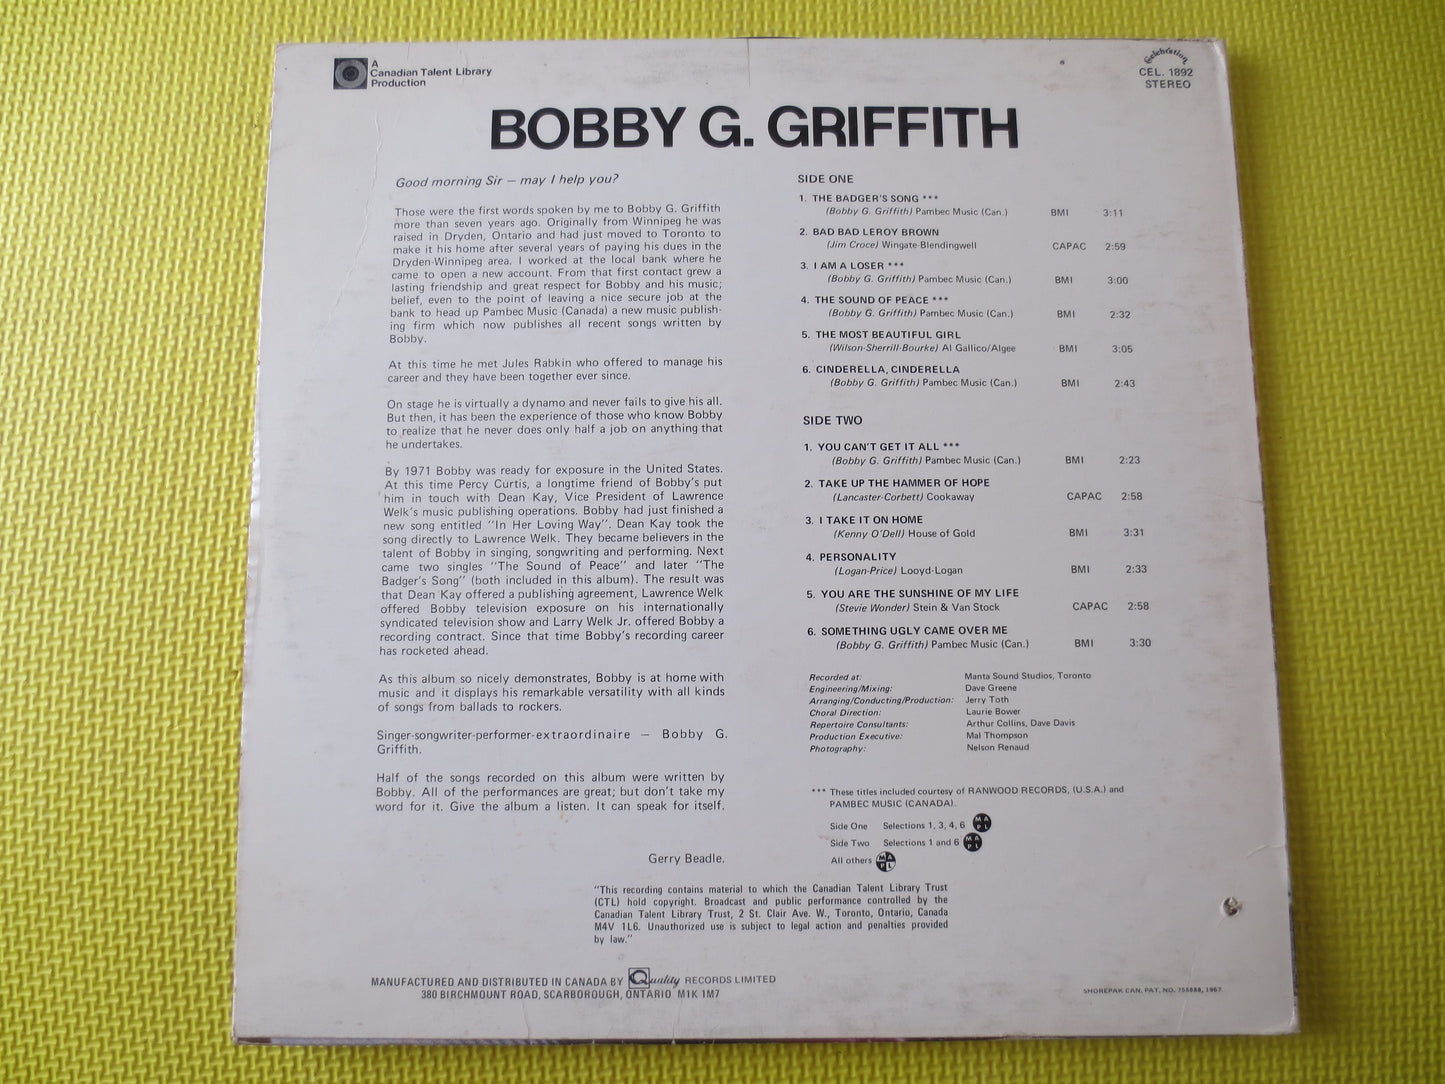 A
Canadian Talent Library
Production
Celebration
CEL. 1892
STEREO
BOBBY G. GRIFFITH
Good morning Sir – may I help you?
Those were the first words spoken by me to Bobby G. Griffith
more than seven years ago. Originally from Winnipeg he was
raised in Dryden, Ontario and had just moved to Toronto to
make it his home after several years of paying his dues in the
Dryden-Winnipeg area. I worked at the local bank where he
came to open a new account. From that first contact grew a
lasting friendship and great respect for Bobby and his music;
belief, even to the point of leaving a nice secure job at the
bank to head up Pambec Music (Canada) a new music publish-
ing firm which now publishes all recent songs written by
Bobby.
At this time he met Jules Rabkin who offered to manage his
career and they have been together ever since.
On stage he is virtually a dynamo and never fails to give his all.
But then, it has been the experience of those who know Bobby
to realize that he never does only half a job on anything that
he undertakes.
By 1971 Bobby was ready for exposure in the United States.
At this time Percy Curtis, a longtime friend of Bobby's put
him in touch with Dean Kay, Vice President of Lawrence
Welk's music publishing operations. Bobby had just finished a
new song entitled "In Her Loving Way". Dean Kay took the
song directly to Lawrence Welk. They became believers in the
talent of Bobby in singing, songwriting and performing. Next
came two singles "The Sound of Peace" and later "The
Badger's Song" (both included in this album). The result was
that Dean Kay offered a publishing agreement, Lawrence Welk
offered Bobby television exposure on his internationally
syndicated television show and Larry Welk Jr. offered Bobby a
recording contract. Since that time Bobby's recording career
has rocketed ahead.
As this album so nicely demonstrates, Bobby is at home with
music and it displays his remarkable versatility with all kinds
of songs from ballads to rockers.
Singer-songwriter-performer-extraordinaire – Bobby G.
Griffith.
Half of the songs recorded on this album were written by
Bobby. All of the performances are great; but don't take my
word for it. Give the album a listen. It can speak for itself.
Gerry Beadle.
SIDE ONE
1. THE BADGER'S SONG ***
(Bobby G. Griffith) Pambec Music (Can.) BMI 3:11
2. BAD BAD LEROY BROWN
(Jim Croce) Wingate-Blendingwell CAPAC 2:59
3. I AM A LOSER ***
(Bobby G. Griffith) Pambec Music (Can.) BMI 3:00
4. THE SOUND OF PEACE ***
(Bobby G. Griffith) Pambec Music (Can.) BMI 2:32
5. THE MOST BEAUTIFUL GIRL
(Wilson-Sherrill-Bourke) Al Gallico/Algee BMI 3:05
6. CINDERELLA, CINDERELLA
(Bobby G. Griffith) Pambec Music (Can.) BMI 2:43
SIDE TWO
1. YOU CAN'T GET IT ALL ***
(Bobby G. Griffith) Pambec Music (Can.) BMI 2:23
2. TAKE UP THE HAMMER OF HOPE
(Lancaster-Corbett) Cookaway CAPAC 2:58
3. I TAKE IT ON HOME
(Kenny O'Dell) House of Gold BMI 3:31
4. PERSONALITY
(Logan-Price) Looyd-Logan BMI 2:33
5. YOU ARE THE SUNSHINE OF MY LIFE
(Stevie Wonder) Stein & Van Stock CAPAC 2:58
6. SOMETHING UGLY CAME OVER ME
(Bobby G. Griffith) Pambec Music (Can.) BMI 3:30
Recorded at: Manta Sound Studios, Toronto
Engineering/Mixing: Dave Greene
Arranging/Conducting/Production: Jerry Toth
Choral Direction: Laurie Bower
Repertoire Consultants: Arthur Collins, Dave Davis
Production Executive: Mal Thompson
Photography: Nelson Renaud
*** These titles included courtesy of RANWOOD RECORDS, (U.S.A.) and
PAMBEC MUSIC (CANADA).
Side One Selections 1, 3, 4, 6 MAPL
Side Two Selections 1 and 6 MAPL
All others MAPL
"This recording contains material to which the Canadian Talent Library Trust
(CTL) hold copyright. Broadcast and public performance controlled by the
Canadian Talent Library Trust, 2 St. Clair Ave. W., Toronto, Ontario, Canada
M4V 1L6. Unauthorized use is subject to legal action and penalties provided
by law."
MANUFACTURED AND DISTRIBUTED IN CANADA BY Quality RECORDS LIMITED
380 BIRCHMOUNT ROAD, SCARBOROUGH, ONTARIO M1K 1M7
SHOREPAK CAN. PAT. NO. 755888, 1967